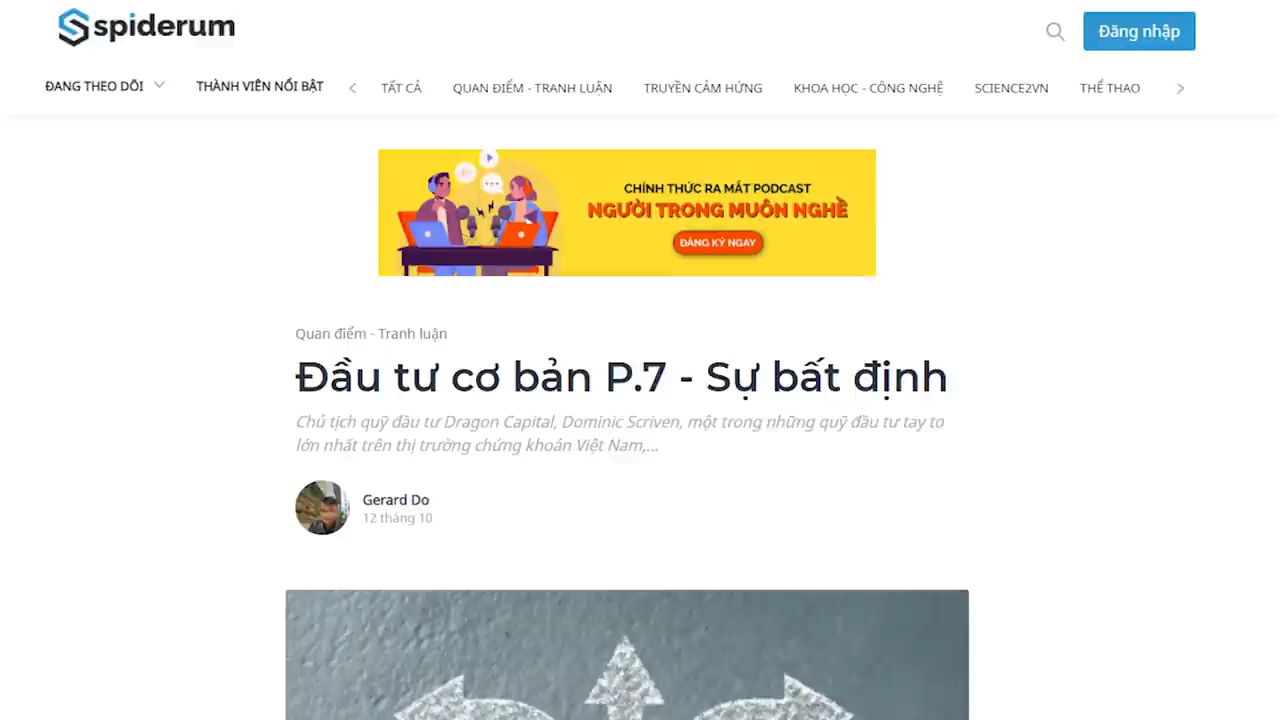 spiderum
Đăng nhập
ĐANG THEO DÕI
THÀNH VIÊN NỔI BẬT
TẤT CẢ
QUAN ĐIỂM - TRANH LUẬN
TRUYỀN CẢM HỨNG
KHOA HỌC - CÔNG NGHỆ
SCIENCE2VN
THỂ THAO
CHÍNH THỨC RA MẮT PODCAST
NGƯỜI TRONG MUÔN NGHỀ
ĐĂNG KÝ NGAY
Quan điểm - Tranh luận
Đầu tư cơ bản P.7 - Sự bất định
Chủ tịch quỹ đầu tư Dragon Capital, Dominic Scriven, một trong những quỹ đầu tư tay to
lớn nhất trên thị trường chứng khoán Việt Nam,...
Gerard Do
12 tháng 10